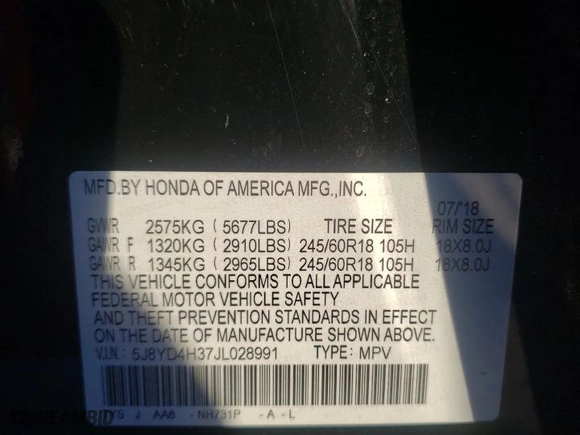 MFD.BY HONDA OF AMERICA MFG.,INC.
07/'18
GVWR 2575KG (5677LBS) TIRE SIZE RIM SIZE
GAWR F 1320KG (2910LBS) 245/60R18 105H 18X8.0J
GAWR R 1345KG (2965LBS) 245/60R18 105H 18X8.0J
THIS VEHICLE CONFORMS TO ALL APPLICABLE
FEDERAL MOTOR VEHICLE SAFETY
AND THEFT PREVENTION STANDARDS IN EFFECT
ON THE DATE OF MANUFACTURE SHOWN ABOVE.
V.I.N.: 5J8YD4H37JL028991 TYPE: MPV
J AA8 - NH731P - A - L